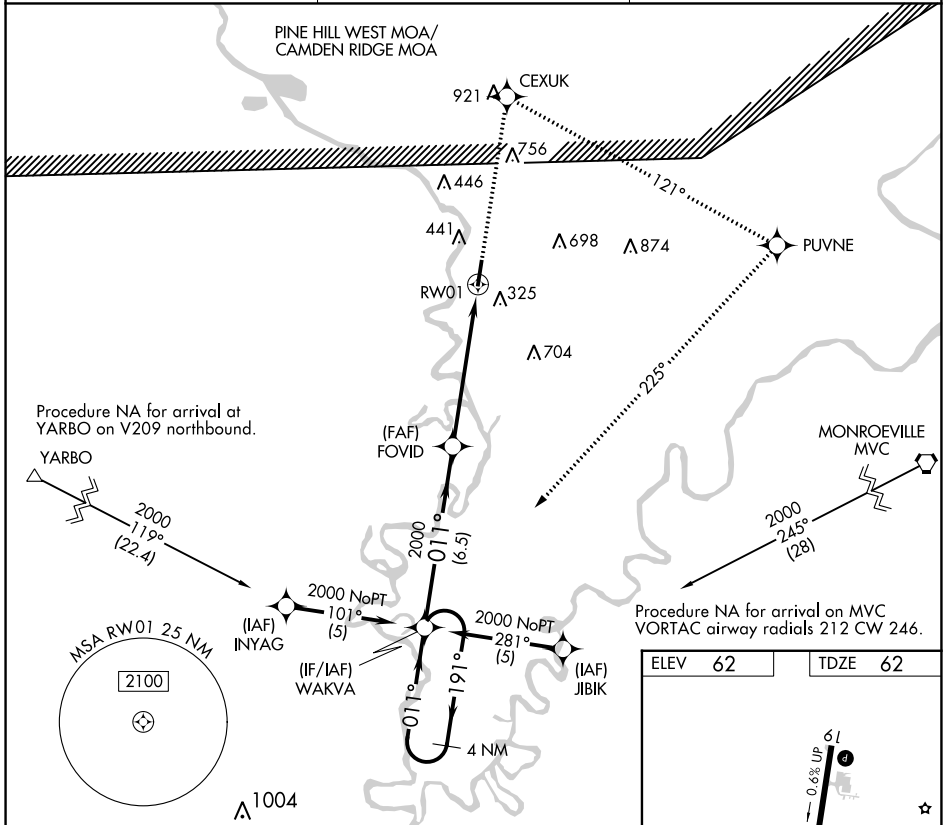 PINE HILL WEST MOA/
CAMDEN RIDGE MOA
CEXUK
921
756
446
121°
441
698
874
PUVNE
RW01
325
704
225°
Procedure NA for arrival at
YARBO on V209 northbound.
YARBO
(FAF)
FOVID
MONROEVILLE
MVC
2000
119°
(22.4)
2000
011°
(6.5)
2000
245°
(28)
2000 NoPT
101°
(5)
2000 NoPT
281°
(5)
(IAF)
INYAG
(IF/IAF)
WAKVA
(IAF)
JIBIK
Procedure NA for arrival on MVC
VORTAC airway radials 212 CW 246.
MSA RW01 25 NM
2100
011°
191°
4 NM
1004
ELEV 62
TDZE 62
19
0.6% UP
P